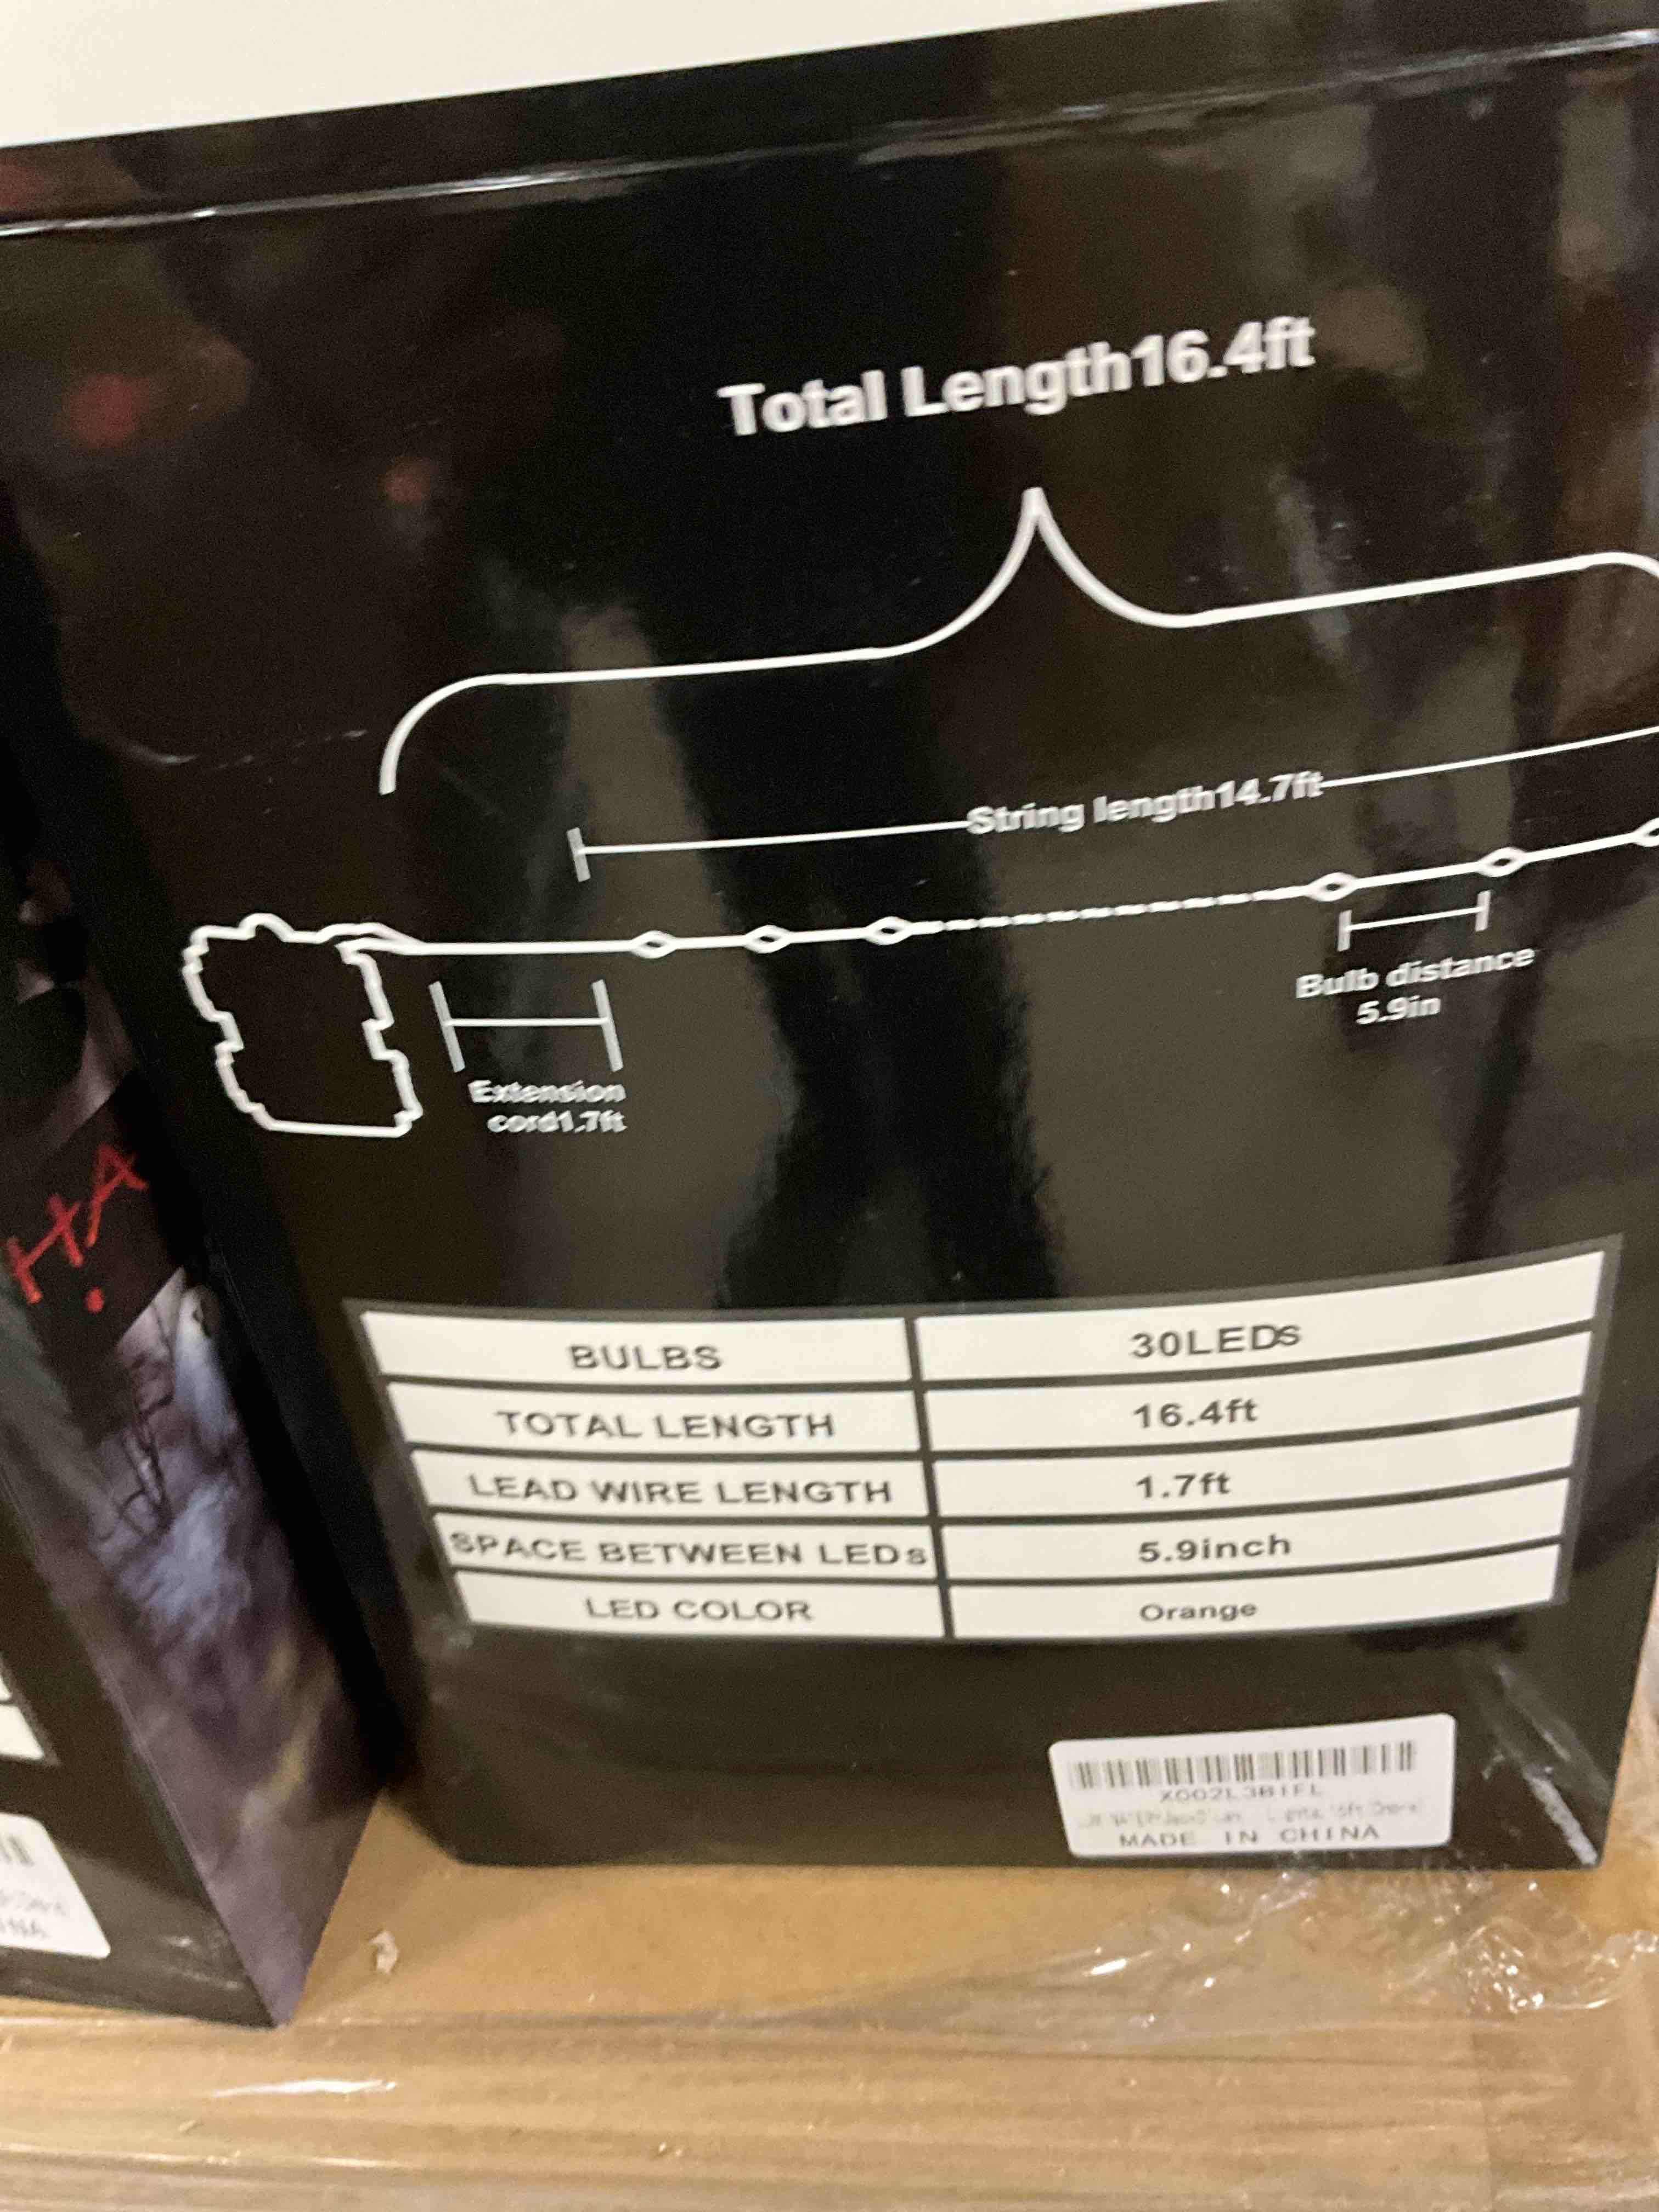 Total Length16.4ft
String length14.7ft
Bulb distance
5.9in
Extension
cord1.7ft
HA
BULBS 30LEDs
TOTAL LENGTH 16.4ft
LEAD WIRE LENGTH 1.7ft
SPACE BETWEEN LEDs 5.9inch
LED COLOR Orange
X002L3BIFL
MADE IN CHINA